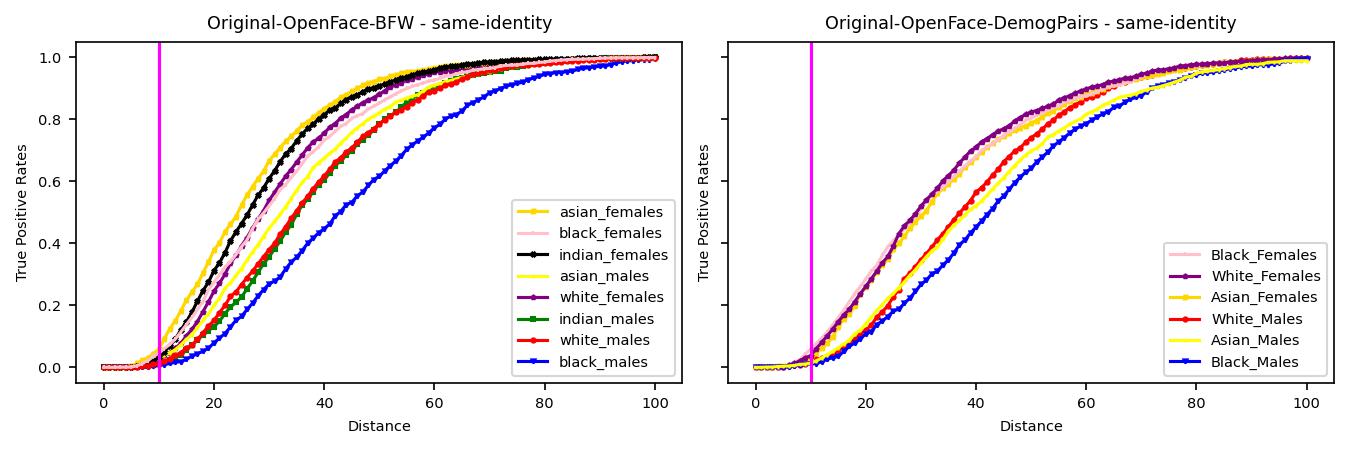 Original-OpenFace-BFW - same-identity
True Positive Rates
1.0
0.8
0.6
0.4
0.2
0.0
0 20 40 60 80 100
Distance
asian_females
black_females
indian_females
asian_males
white_females
indian_males
white_males
black_males
Original-OpenFace-DemogPairs - same-identity
True Positive Rates
0 20 40 60 80 100
Distance
Black_Females
White_Females
Asian_Females
White_Males
Asian_Males
Black_Males